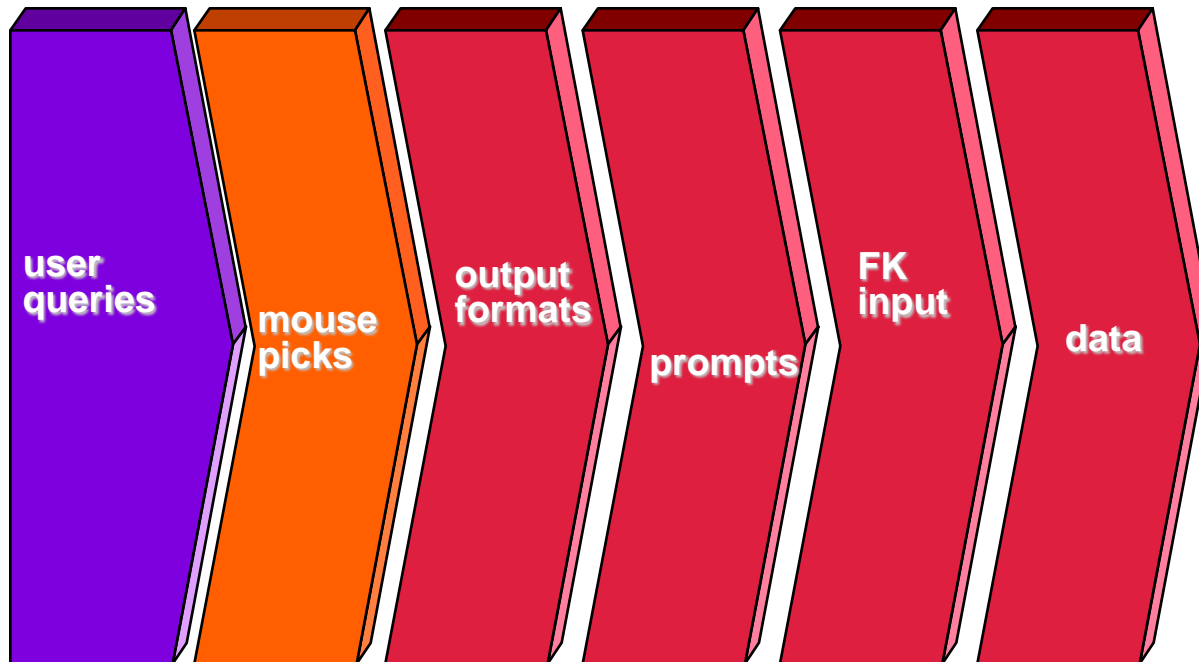 user
queries
mouse
picks
output
formats
prompts
FK
input
data